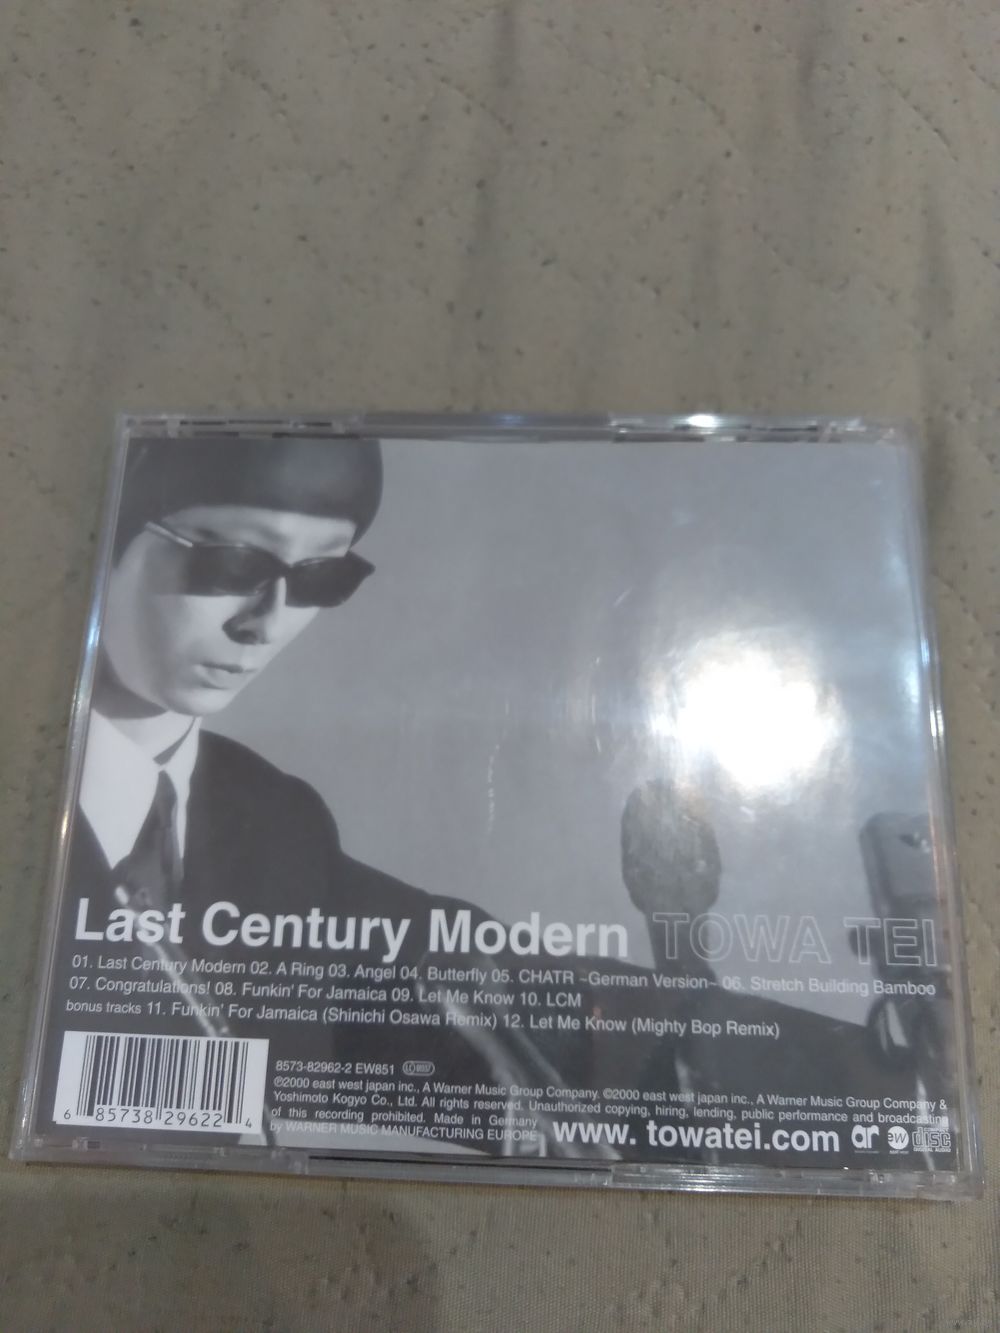 Last Century Modern TOWA TEI
01. Last Century Modern 02. A Ring 03. Angel 04. Butterfly 05. CHATR ~German Version~ 06. Stretch Building Bamboo
07. Congratulations! 08. Funkin' For Jamaica 09. Let Me Know 10. LCM
bonus tracks 11. Funkin' For Jamaica (Shinichi Osawa Remix) 12. Let Me Know (Mighty Bop Remix)
8573-82962-2 EW851
℗2000 east west japan inc., A Warner Music Group Company. ©2000 east west japan inc., A Warner Music Group Company &
Yoshimoto Kogyo Co., Ltd. All rights reserved. Unauthorized copying, hiring, lending, public performance and broadcasting
of this recording prohibited. Made in Germany
by WARNER MUSIC MANUFACTURING EUROPE
www. towatei.com ar ew disc
DIGITAL AUDIO
6 85738 29622 4